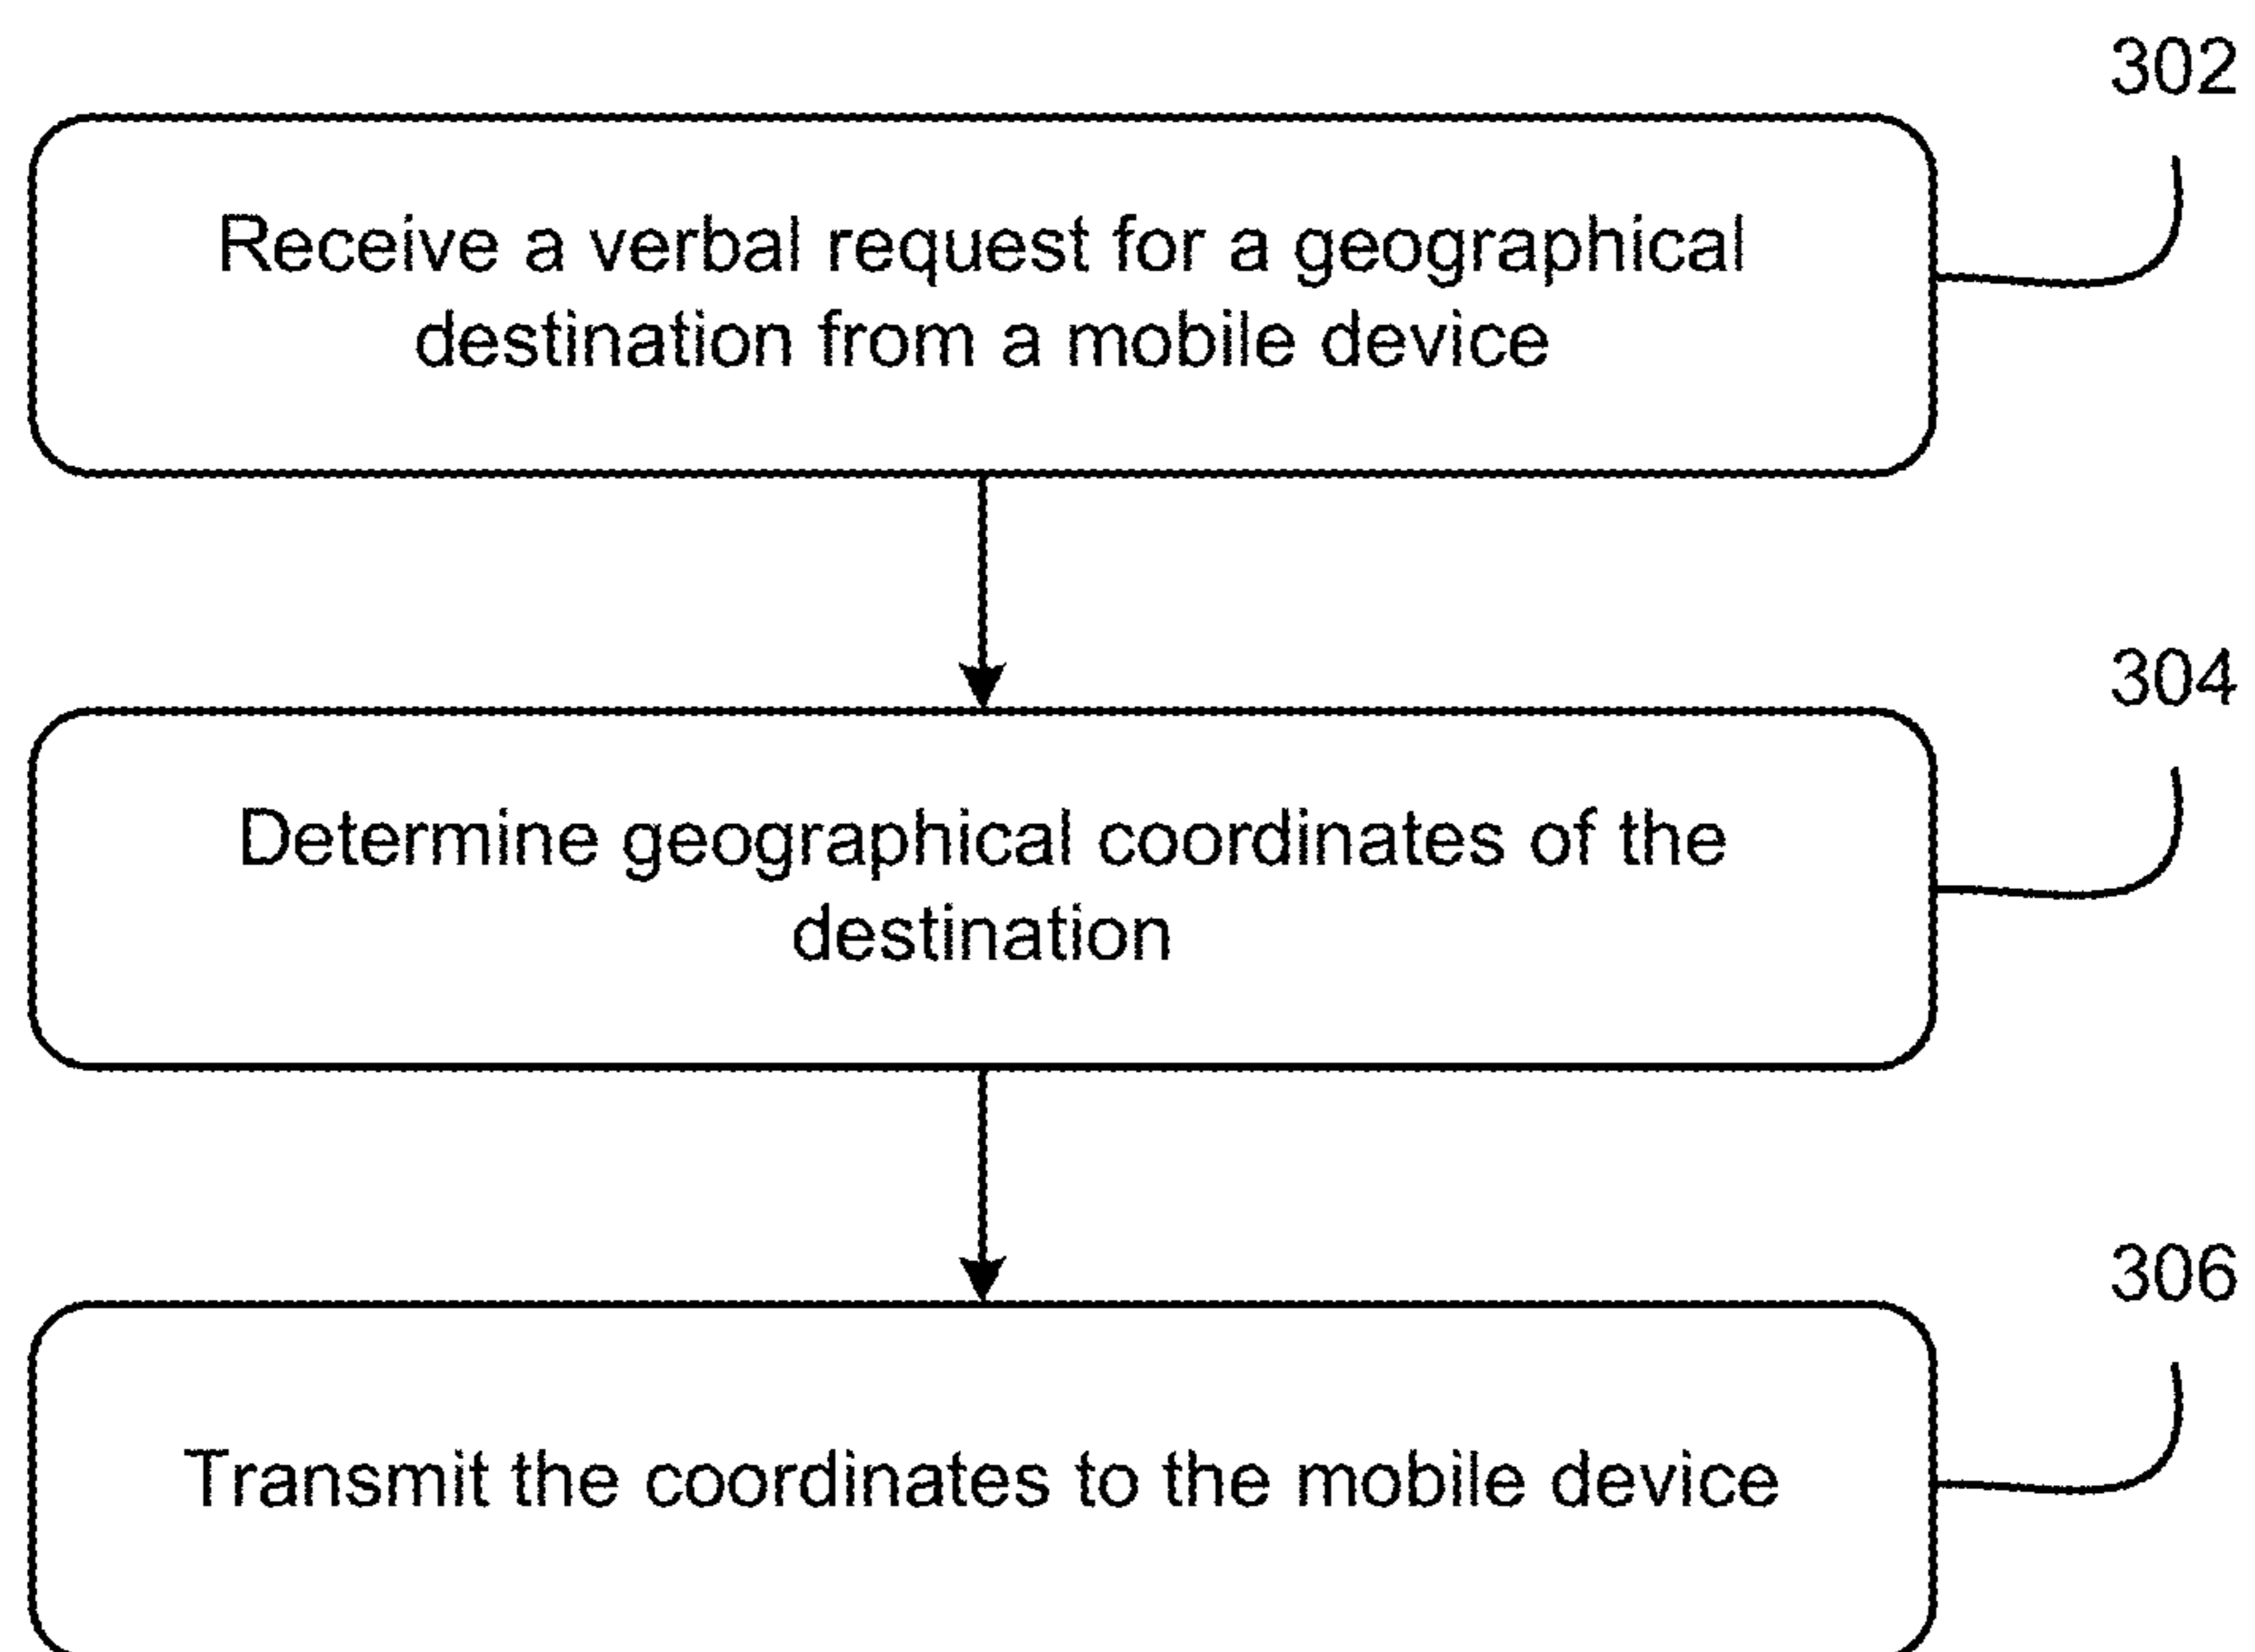 302
Receive a verbal request for a geographical
destination from a mobile device
304
Determine geographical coordinates of the
destination
306
Transmit the coordinates to the mobile device